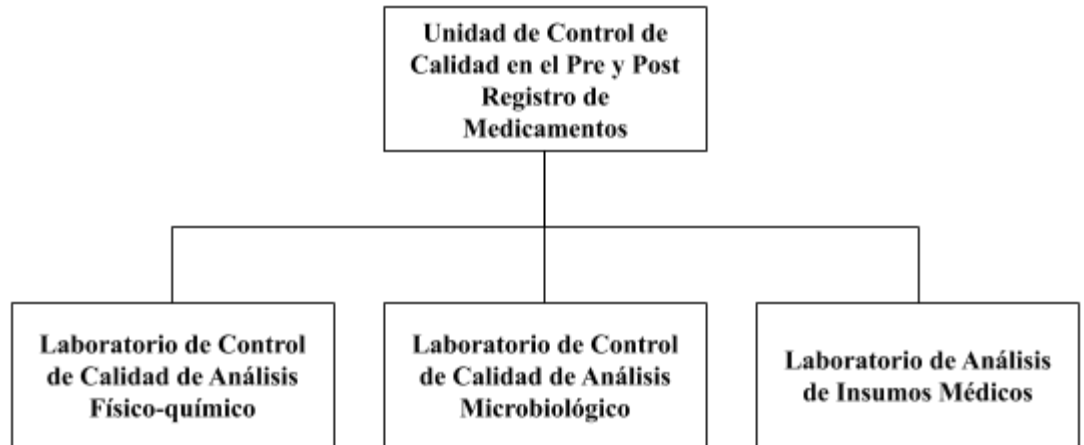 Unidad de Control de
Calidad en el Pre y Post
Registro de
Medicamentos
Laboratorio de Control
de Calidad de Análisis
Físico-químico
Laboratorio de Control
de Calidad de Análisis
Microbiológico
Laboratorio de Análisis
de Insumos Médicos